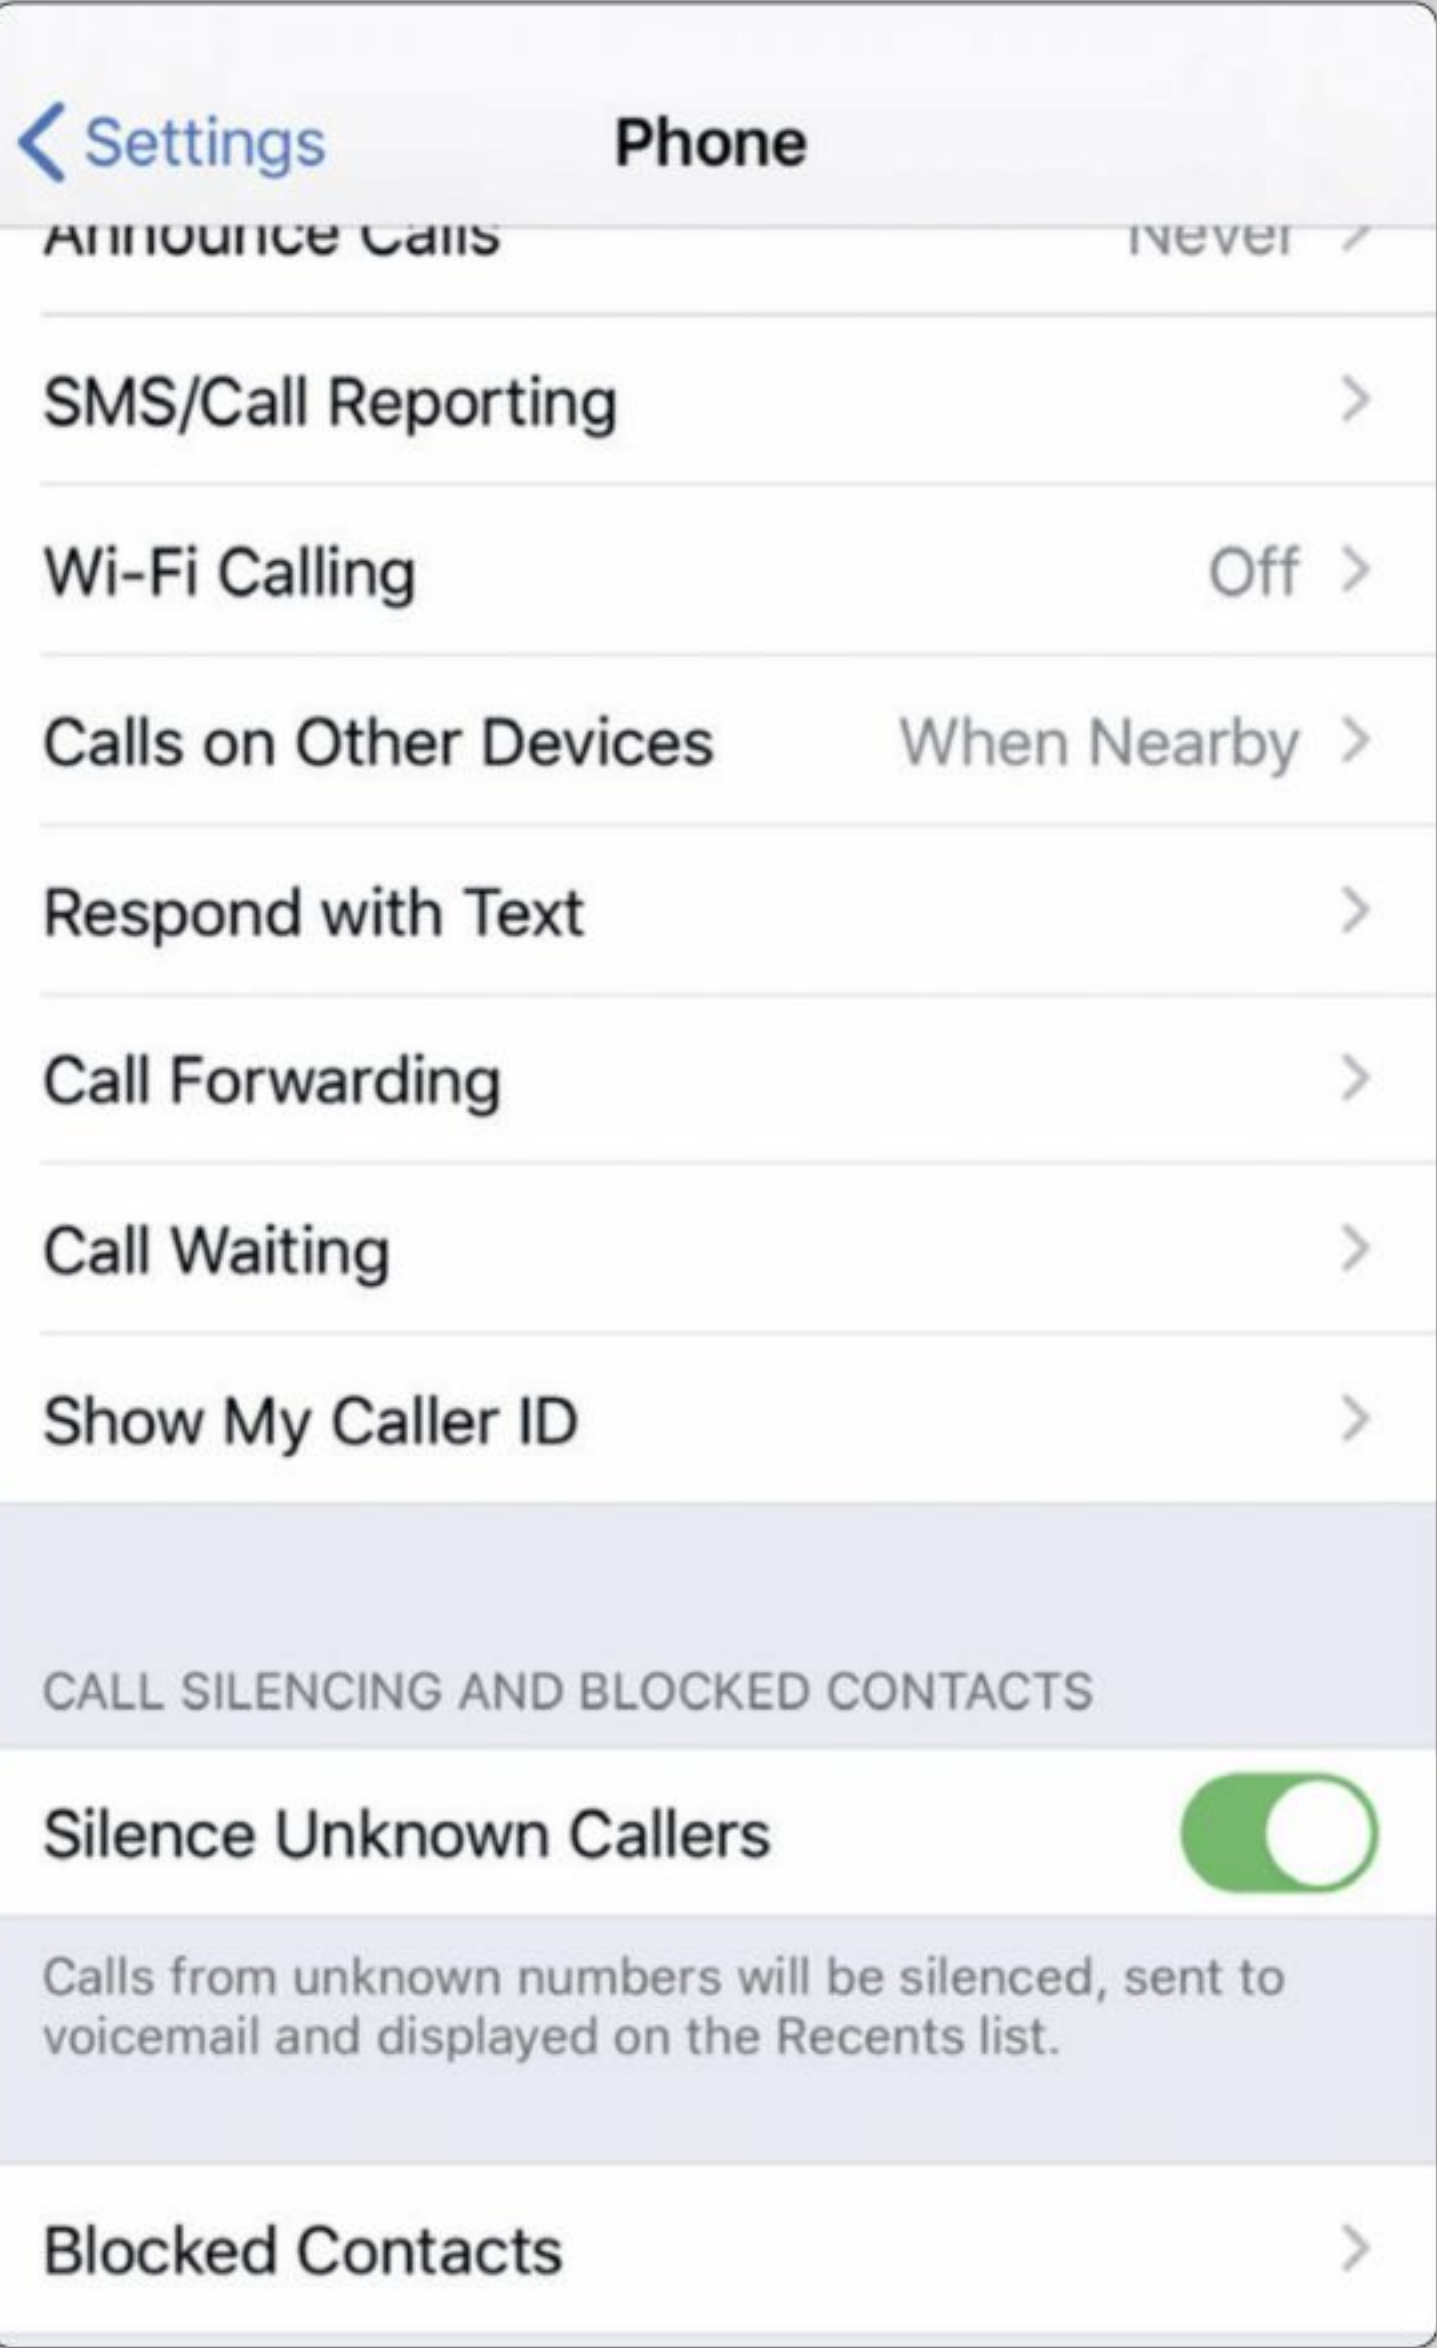 Settings
Phone
Announce Calls
Never
SMS/Call Reporting
Wi-Fi Calling
Off
Calls on Other Devices
When Nearby
Respond with Text
Call Forwarding
Call Waiting
Show My Caller ID
CALL SILENCING AND BLOCKED CONTACTS
Silence Unknown Callers
Calls from unknown numbers will be silenced, sent to
voicemail and displayed on the Recents list.
Blocked Contacts